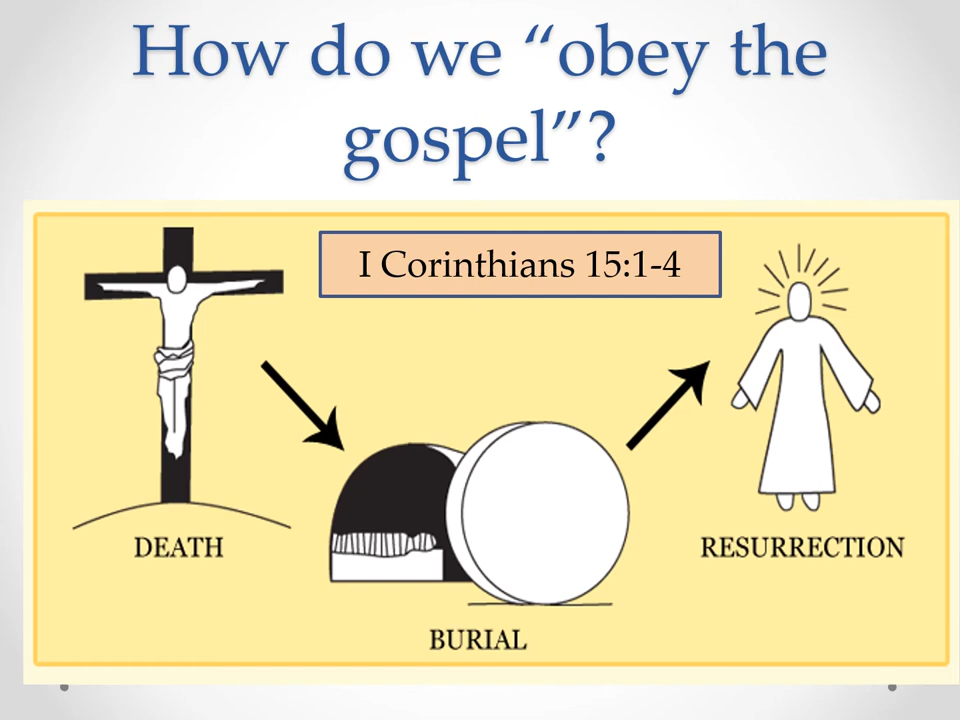 How do we “obey the
gospel”?
I Corinthians 15:1-4
DEATH
RESURRECTION
BURIAL